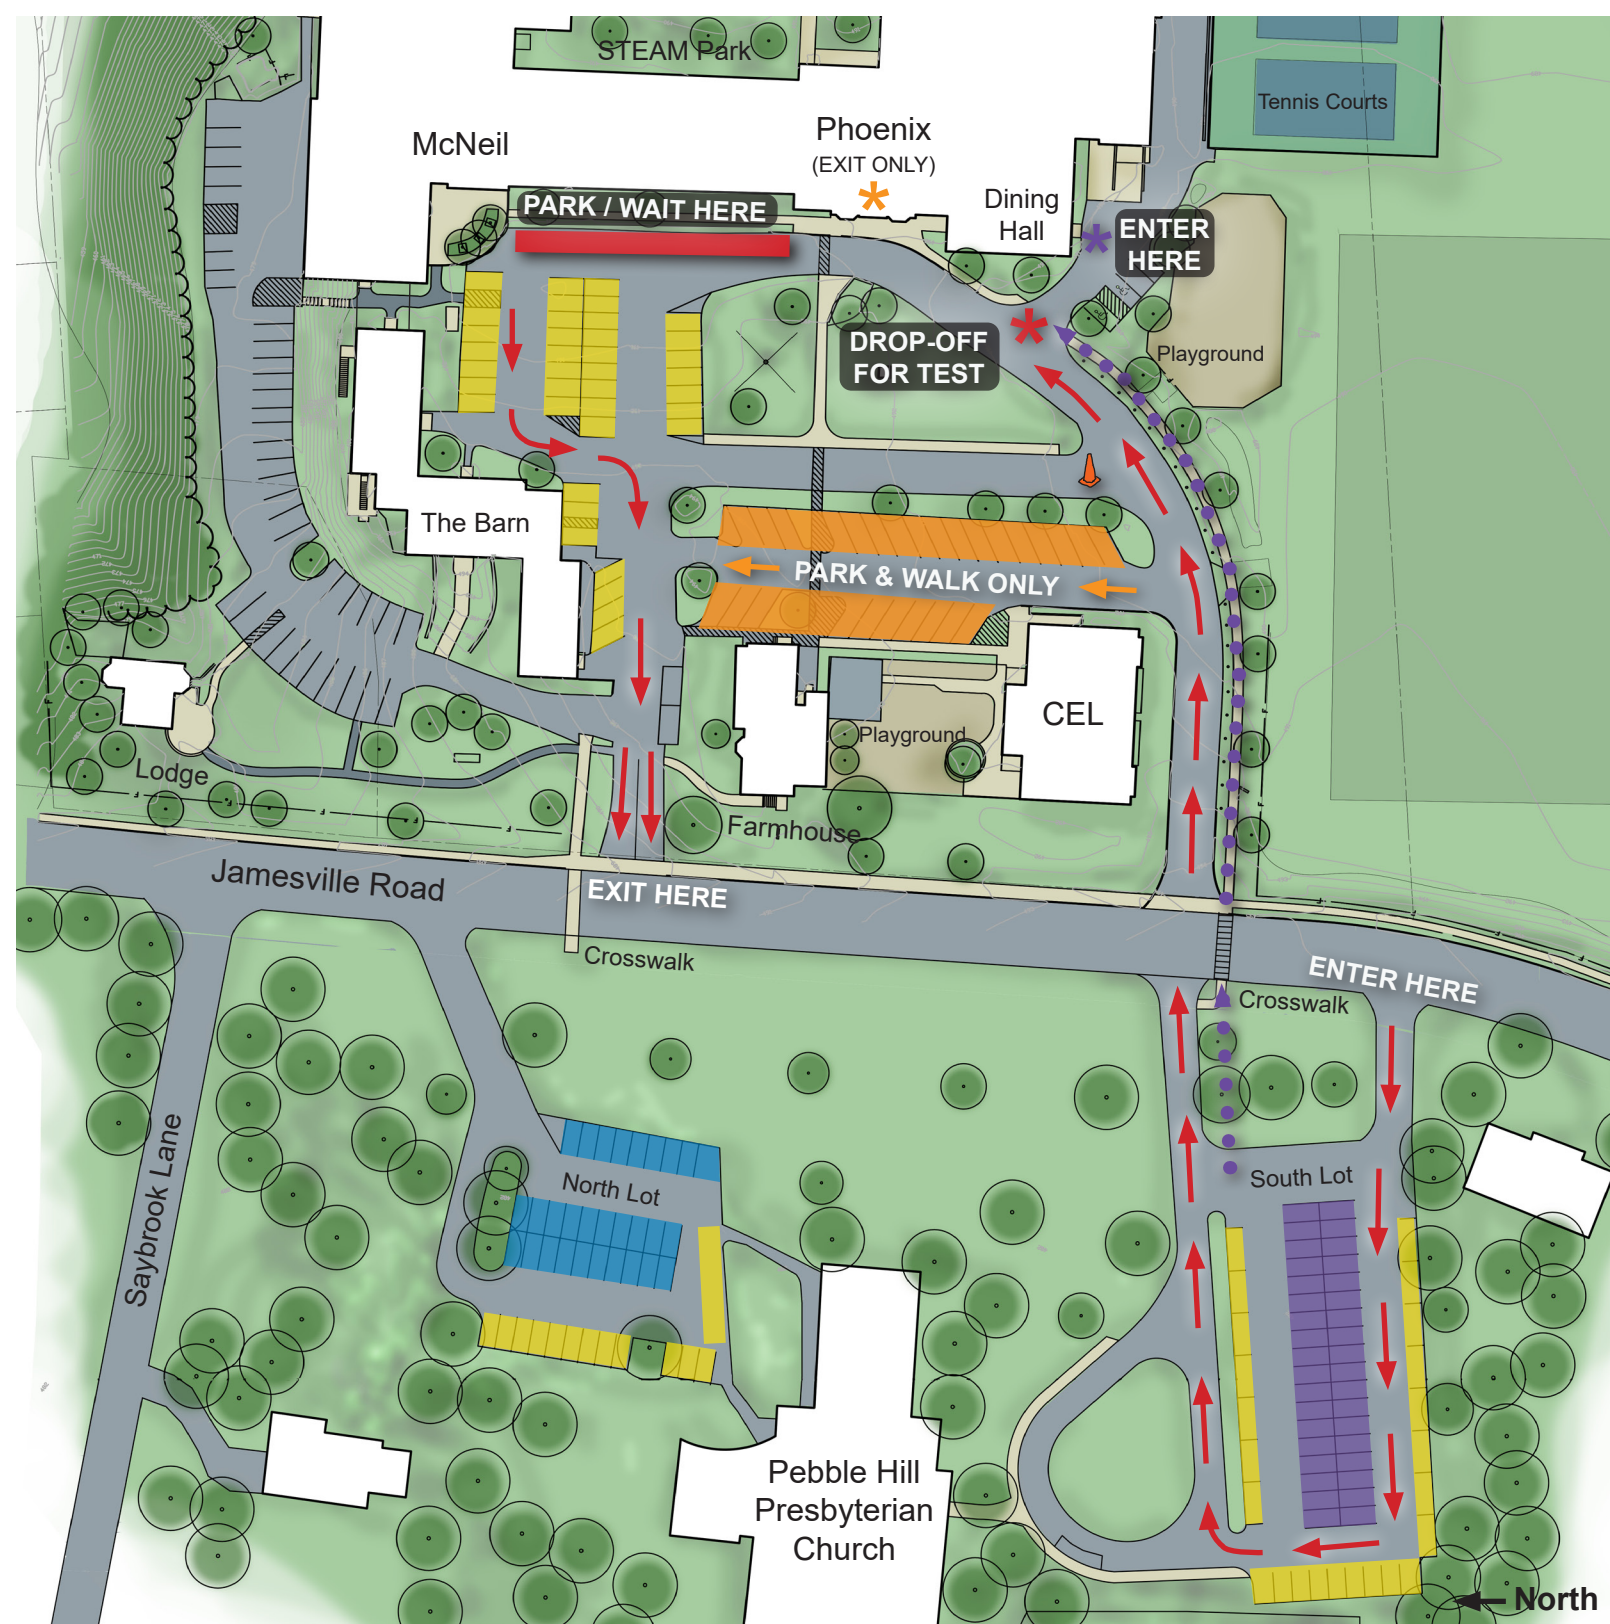 STEAM Park
Tennis Courts
McNeil
Phoenix
(EXIT ONLY)
*
Dining
Hall
PARK / WAIT HERE
*
ENTER
HERE
DROP-OFF
FOR TEST
*
Playground
The Barn
PARK & WALK ONLY
CEL
Playground
Lodge
Farmhouse
Jamesville Road
EXIT HERE
Crosswalk
ENTER HERE
Crosswalk
Saybrook Lane
North Lot
South Lot
Pebble Hill
Presbyterian
Church
North